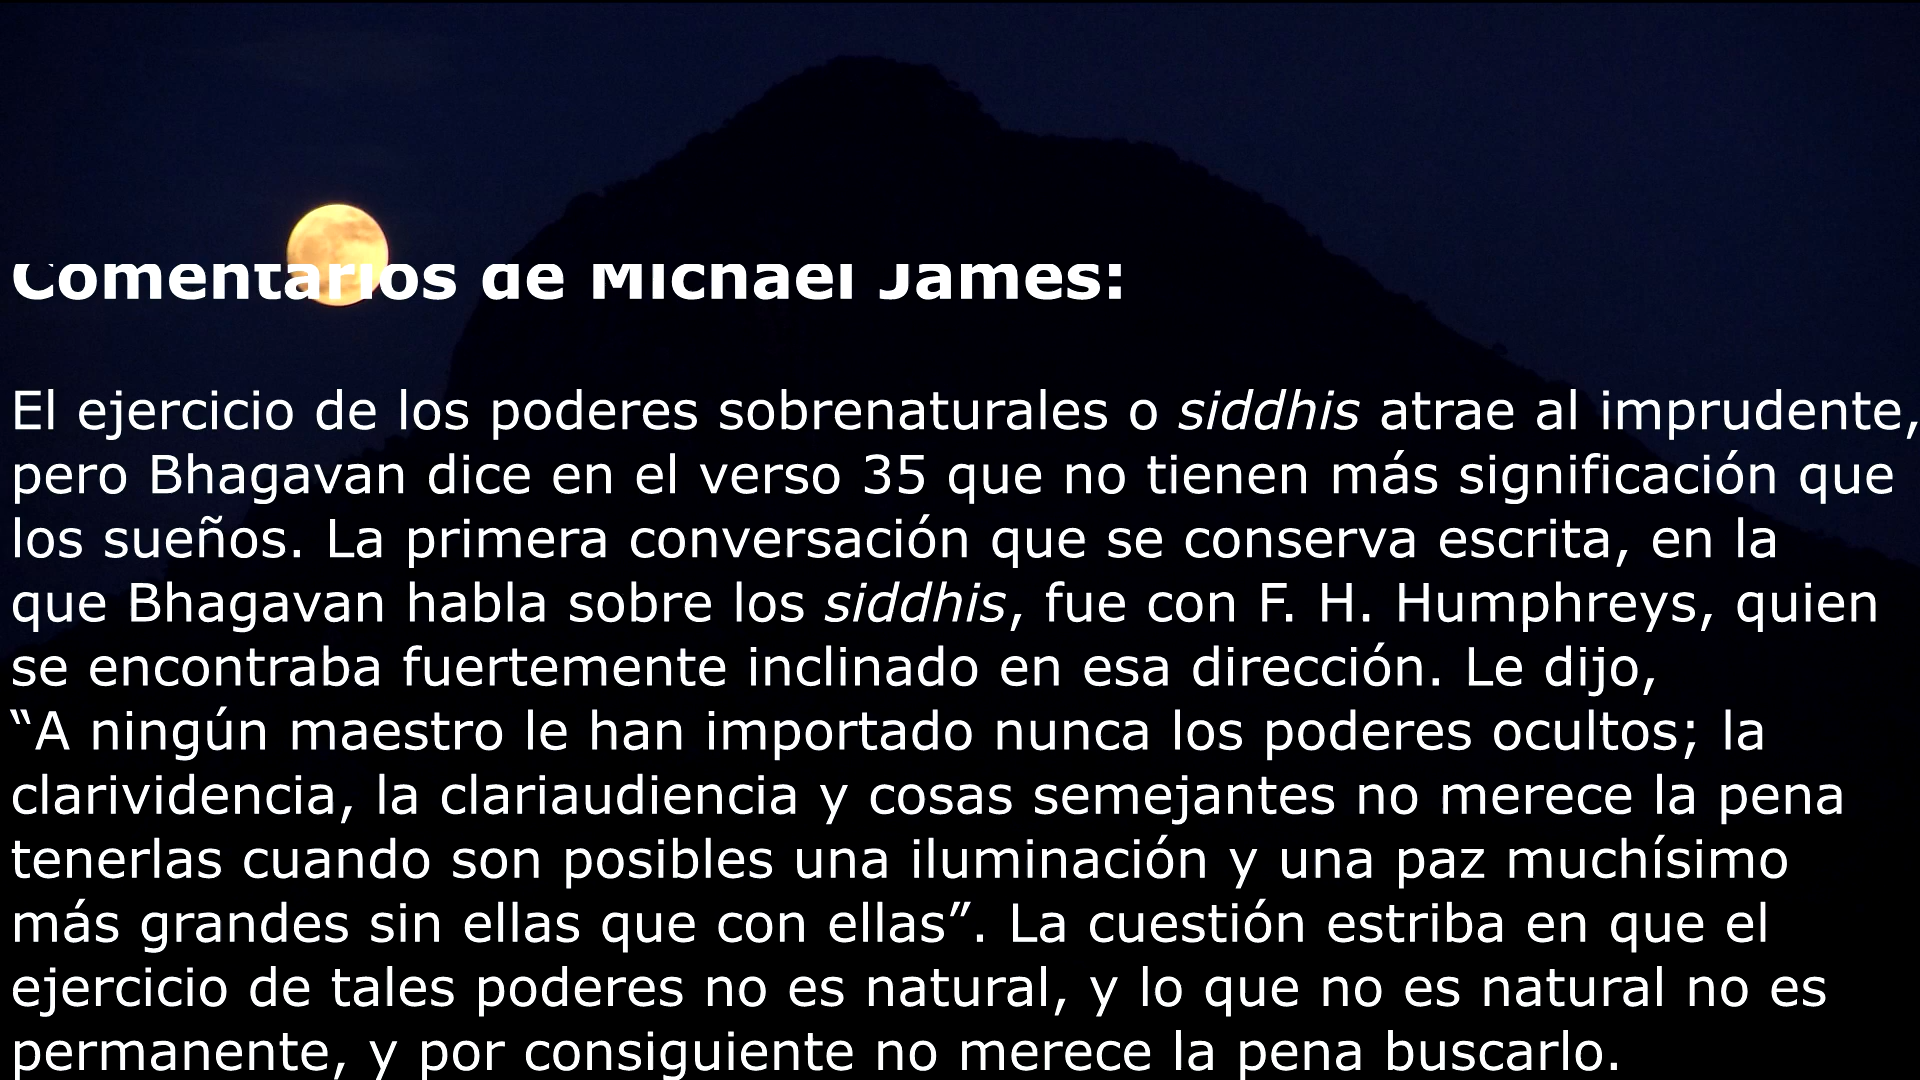 Comentarios de Michael James:
El ejercicio de los poderes sobrenaturales o siddhis atrae al imprudente,
pero Bhagavan dice en el verso 35 que no tienen más significación que
los sueños. La primera conversación que se conserva escrita, en la
que Bhagavan habla sobre los siddhis, fue con F. H. Humphreys, quien
se encontraba fuertemente inclinado en esa dirección. Le dijo,
“A ningún maestro le han importado nunca los poderes ocultos; la
clarividencia, la clariaudiencia y cosas semejantes no merece la pena
tenerlas cuando son posibles una iluminación y una paz muchísimo
más grandes sin ellas que con ellas”. La cuestión estriba en que el
ejercicio de tales poderes no es natural, y lo que no es natural no es
permanente, y por consiguiente no merece la pena buscarlo.